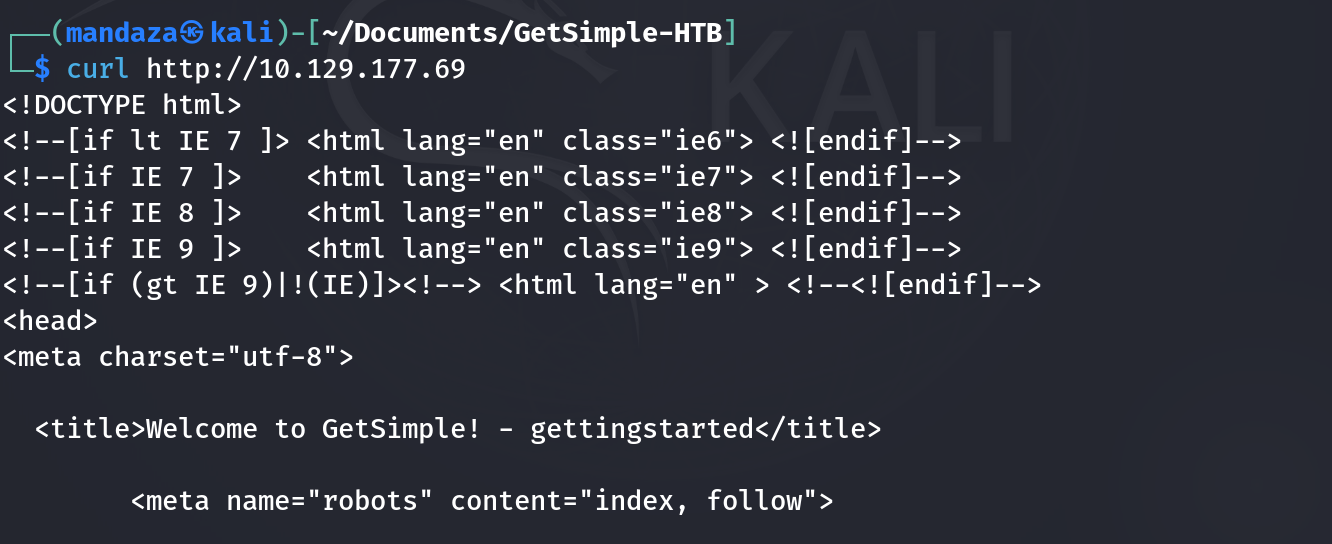 (mandaza㉿kali)-[~/Documents/GetSimple-HTB]
$ curl http://10.129.177.69
<!DOCTYPE html>
<!--[if lt IE 7 ]> <html lang="en" class="ie6"> <![endif]-->
<!--[if IE 7 ]>    <html lang="en" class="ie7"> <![endif]-->
<!--[if IE 8 ]>    <html lang="en" class="ie8"> <![endif]-->
<!--[if IE 9 ]>    <html lang="en" class="ie9"> <![endif]-->
<!--[if (gt IE 9)|!(IE)]><!--> <html lang="en" > <!--<![endif]-->
<head>
<meta charset="utf-8">
  <title>Welcome to GetSimple! - gettingstarted</title>
        <meta name="robots" content="index, follow">
KALI